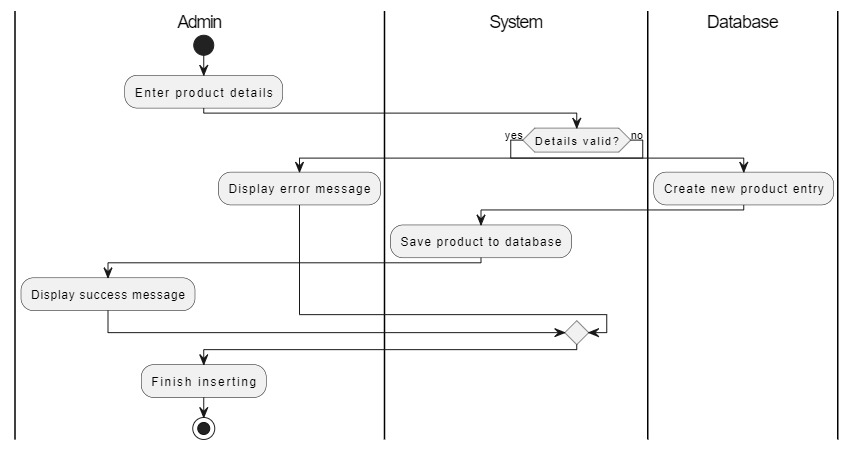 Admin
System
Database
Enter product details
yes
Details valid?
no
Display error message
Create new product entry
Save product to database
Display success message
Finish inserting